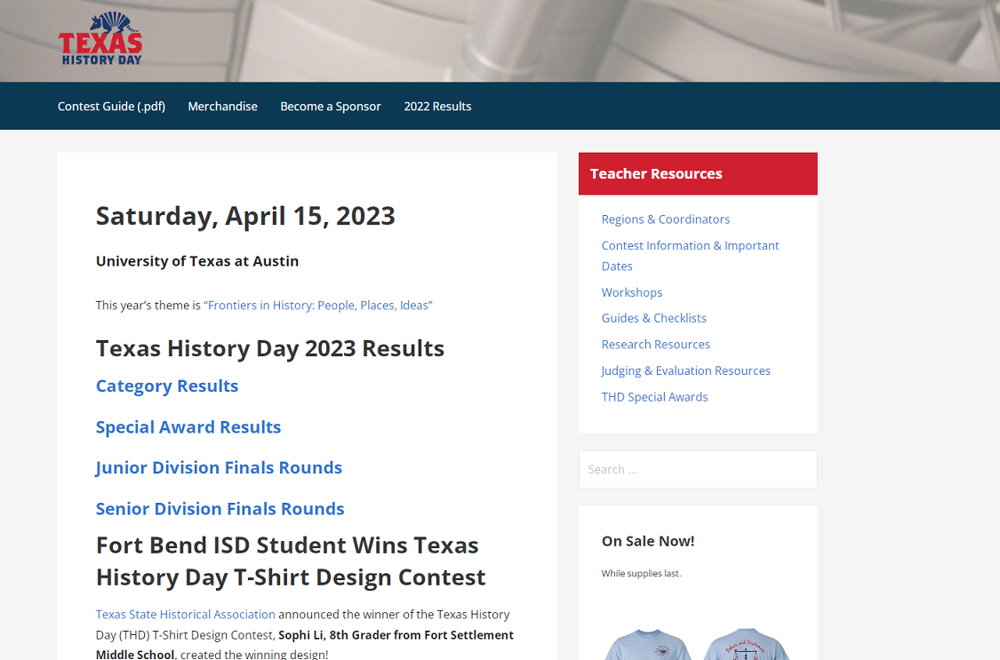 TEXAS
HISTORY DAY
Contest Guide (.pdf) Merchandise Become a Sponsor 2022 Results
Saturday, April 15, 2023
University of Texas at Austin
This year’s theme is “Frontiers in History: People, Places, Ideas”
Texas History Day 2023 Results
Category Results
Special Award Results
Junior Division Finals Rounds
Senior Division Finals Rounds
Fort Bend ISD Student Wins Texas
History Day T-Shirt Design Contest
Texas State Historical Association announced the winner of the Texas History
Day (THD) T-Shirt Design Contest, Sophi Li, 8th Grader from Fort Settlement
Middle School, created the winning design!
Teacher Resources
Regions & Coordinators
Contest Information & Important
Dates
Workshops
Guides & Checklists
Research Resources
Judging & Evaluation Resources
THD Special Awards
Search ...
On Sale Now!
While supplies last.
Debate and Diplomacy